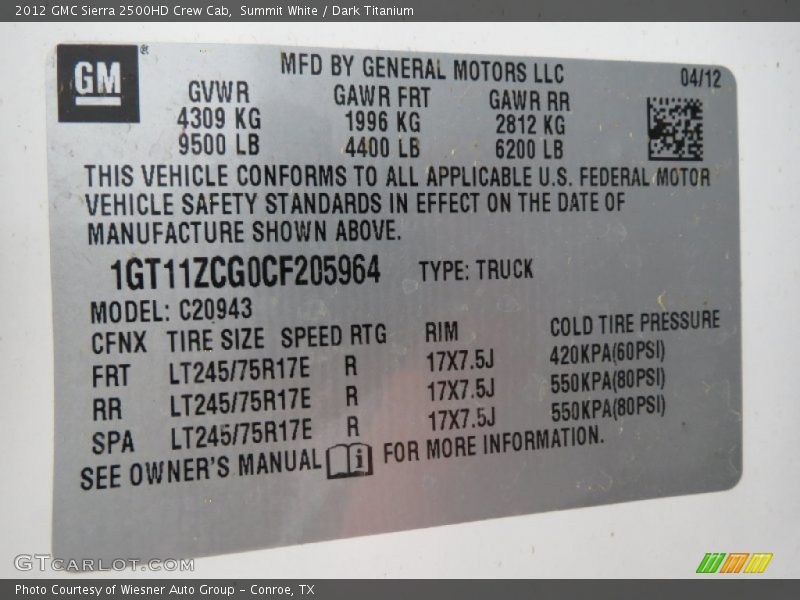 2012 GMC Sierra 2500HD Crew Cab,  Summit White / Dark Titanium
GM ®
MFD BY GENERAL MOTORS LLC 04/12
GVWR GAWR FRT GAWR RR
4309 KG 1996 KG 2812 KG
9500 LB 4400 LB 6200 LB
THIS VEHICLE CONFORMS TO ALL APPLICABLE U.S. FEDERAL MOTOR
VEHICLE SAFETY STANDARDS IN EFFECT ON THE DATE OF
MANUFACTURE SHOWN ABOVE.
1GT11ZCG0CF205964 TYPE: TRUCK
MODEL: C20943
CFNX TIRE SIZE SPEED RTG RIM COLD TIRE PRESSURE
FRT LT245/75R17E R 17X7.5J 420KPA(60PSI)
RR LT245/75R17E R 17X7.5J 550KPA(80PSI)
SPA LT245/75R17E R 17X7.5J 550KPA(80PSI)
SEE OWNER'S MANUAL i FOR MORE INFORMATION.
GTCARLOT.COM
Photo Courtesy of Wiesner Auto Group - Conroe, TX